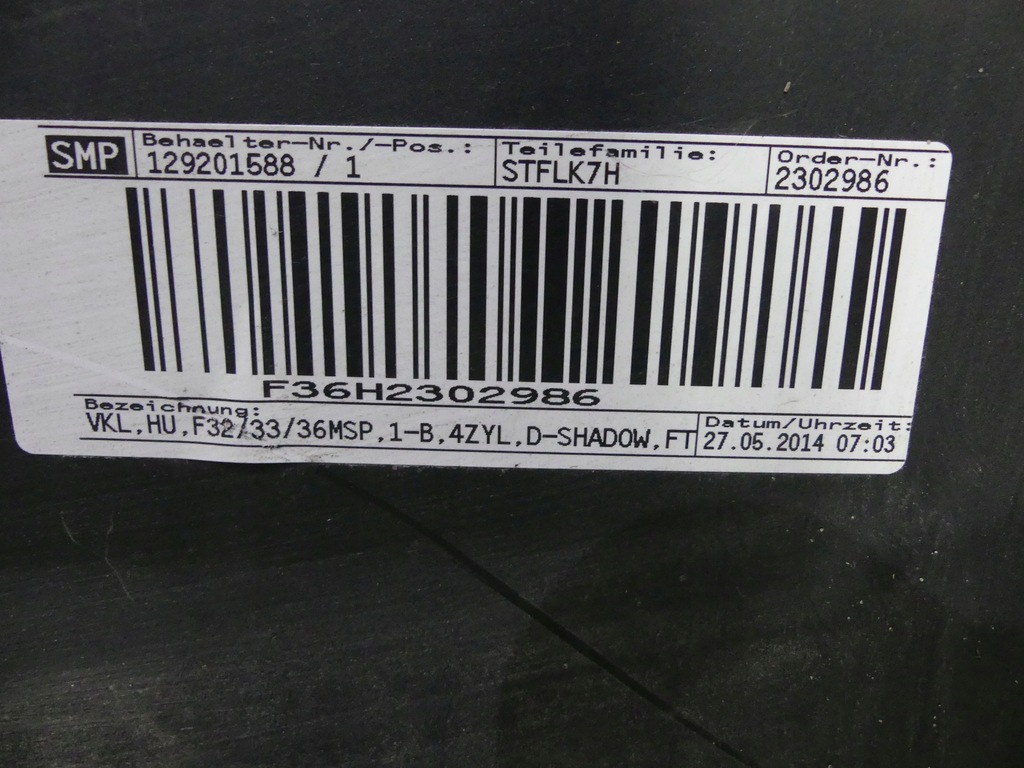 SMP
Behaelter-Nr./-Pos.:
129201588 / 1
Teilefamilie:
STFLK7H
Order-Nr.:
2302986
F36H2302986
Bezeichnung:
VKL,HU,F32/33/36MSP,1-B,4ZYL,D-SHADOW,FT
Datum/Uhrzeit:
27.05.2014 07:03